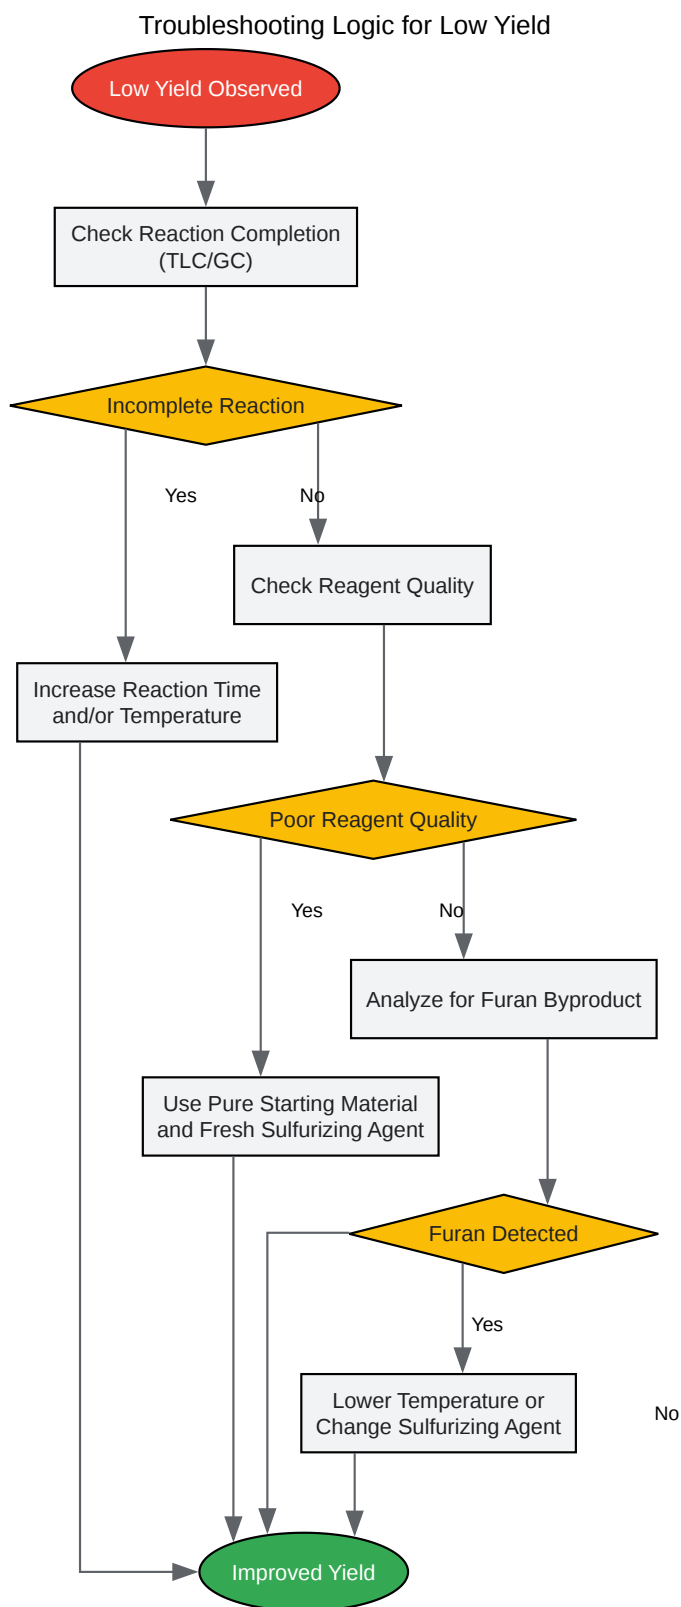 Troubleshooting Logic for Low Yield
Low Yield Observed
Check Reaction Completion
(TLC/GC)
Incomplete Reaction
Yes
No
Check Reagent Quality
Increase Reaction Time
and/or Temperature
Poor Reagent Quality
Yes
No
Analyze for Furan Byproduct
Use Pure Starting Material
and Fresh Sulfurizing Agent
Furan Detected
Yes
Lower Temperature or
Change Sulfurizing Agent
No
Improved Yield